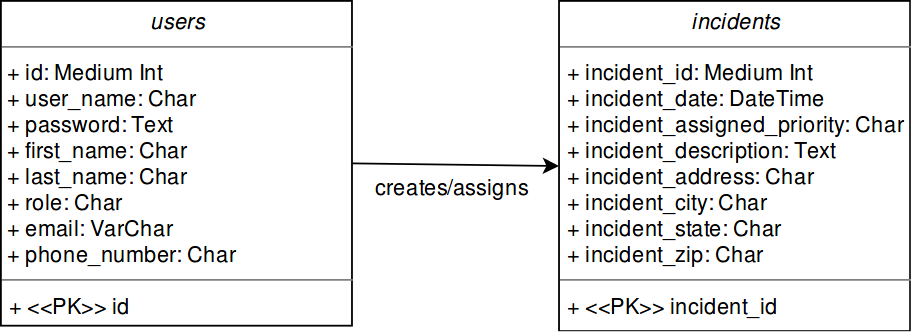 users
+ id: Medium Int
+ user_name: Char
+ password: Text
+ first_name: Char
+ last_name: Char
+ role: Char
+ email: VarChar
+ phone_number: Char
+ <<PK>> id
creates/assigns
incidents
+ incident_id: Medium Int
+ incident_date: DateTime
+ incident_assigned_priority: Char
+ incident_description: Text
+ incident_address: Char
+ incident_city: Char
+ incident_state: Char
+ incident_zip: Char
+ <<PK>> incident_id